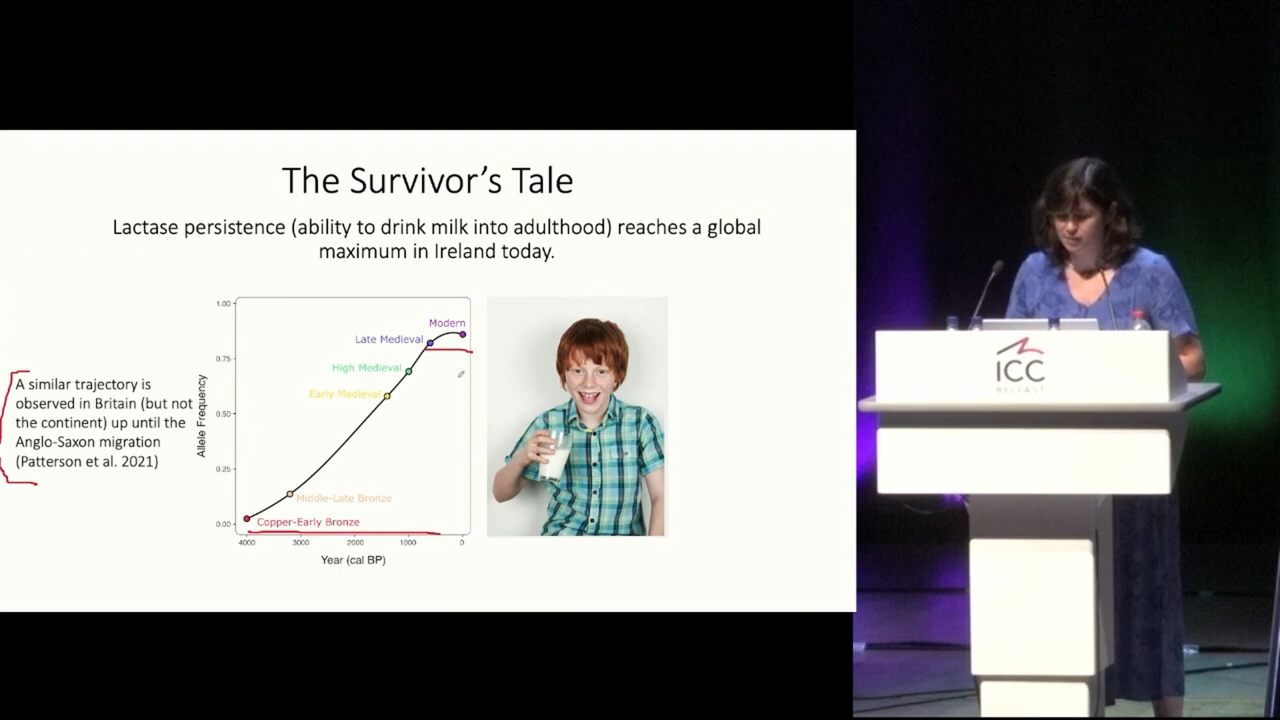 The Survivor's Tale
Lactase persistence (ability to drink milk into adulthood) reaches a global
maximum in Ireland today.
A similar trajectory is
observed in Britain (but not
the continent) up until the
Anglo-Saxon migration
(Patterson et al. 2021)
Allele Frequency
1.00
0.75
0.50
0.25
0.00
Modern
Late Medieval
High Medieval
Early Medieval
Middle-Late Bronze
Copper-Early Bronze
4000 3000 2000 1000 0
Year (cal BP)
ICC
BELFAST